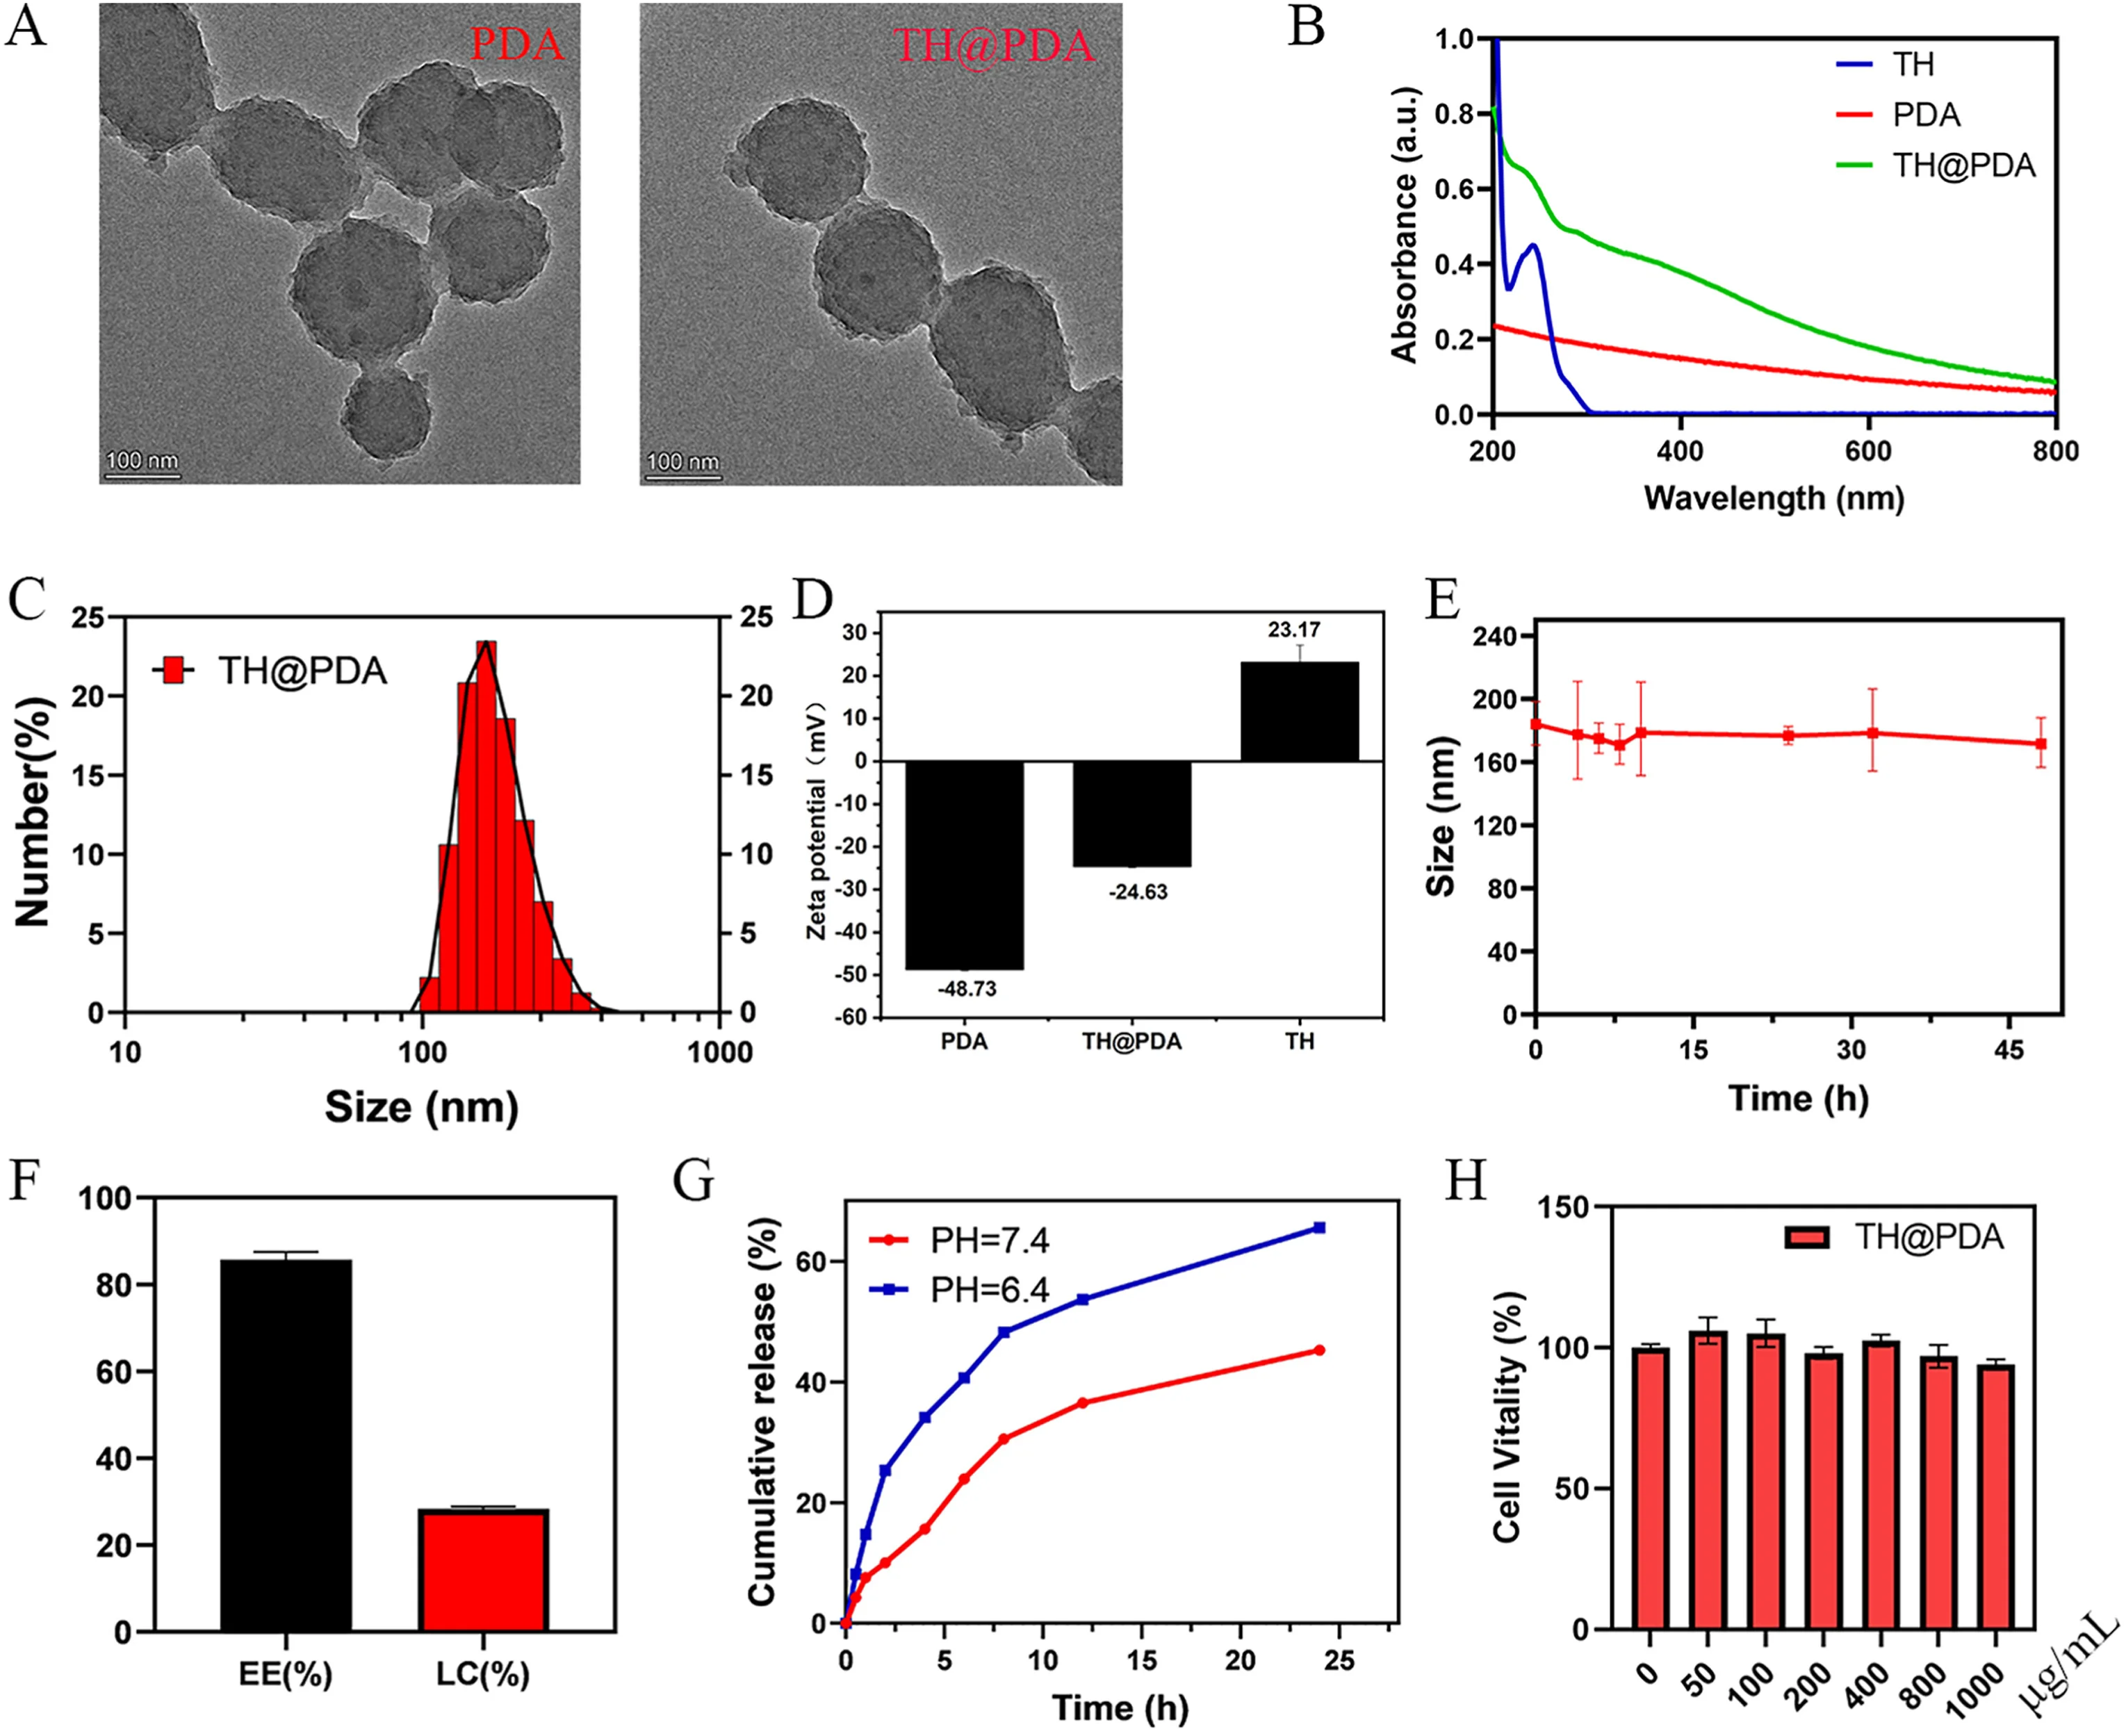 A
PDA
100 nm
TH@PDA
100 nm
B
Absorbance (a.u.)
1.0
0.8
0.6
0.4
0.2
0.0
TH
PDA
TH@PDA
200 400 600 800
Wavelength (nm)
C
Number(%)
25
20
15
10
5
0
TH@PDA
25
20
15
10
5
0
10 100 1000
Size (nm)
D
Zeta potential（mV）
30
20
10
0
-10
-20
-30
-40
-50
-60
23.17
-24.63
-48.73
PDA TH@PDA TH
E
Size (nm)
240
200
160
120
80
40
0
0 15 30 45
Time (h)
F
100
80
60
40
20
0
EE(%) LC(%)
G
Cumulative release (%)
60
40
20
0
PH=7.4
PH=6.4
0 5 10 15 20 25
Time (h)
H
Cell Vitality (%)
150
100
50
0
TH@PDA
0 50 100 200 400 800 1000 μg/mL